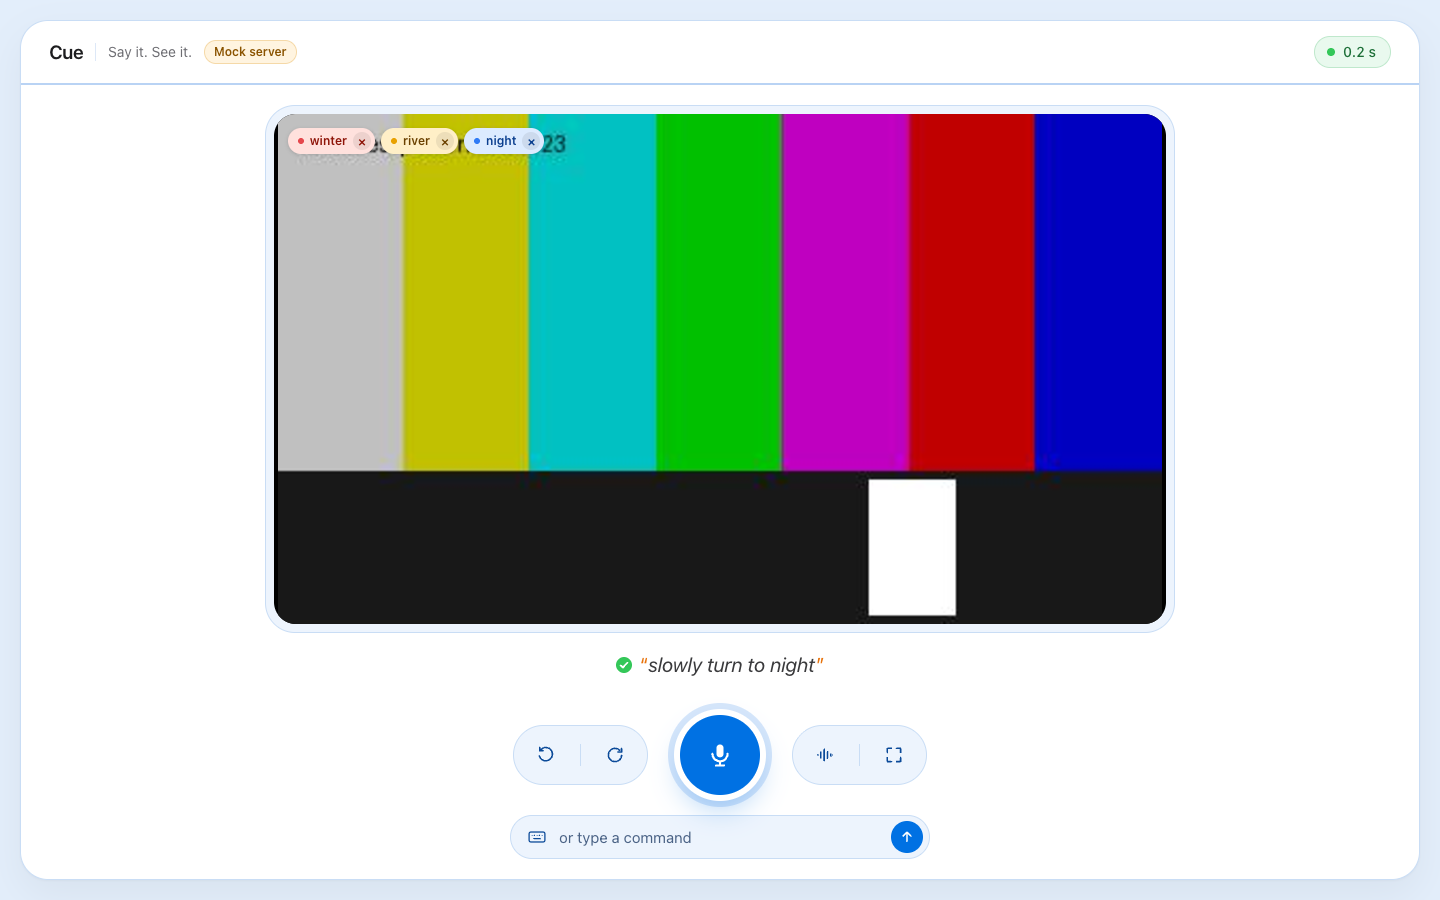 Cue
Say it. See it.
Mock server
0.2 s
winter ×
river ×
night ×
23
"slowly turn to night"
or type a command